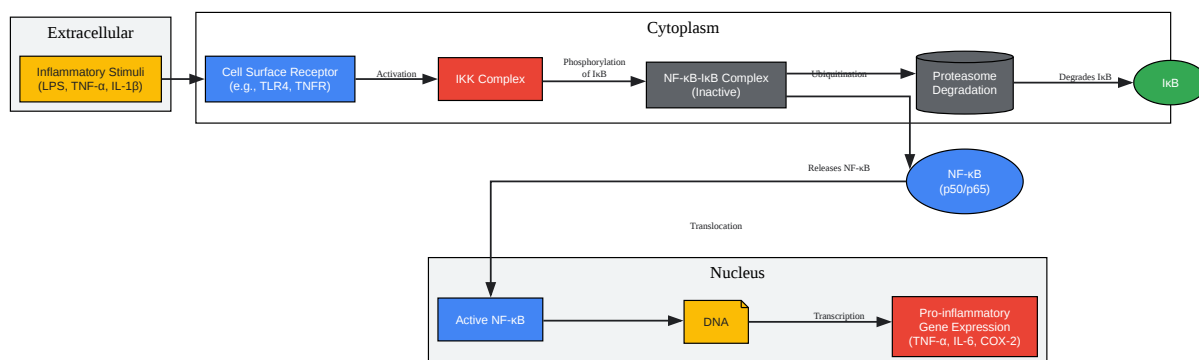 Extracellular
Inflammatory Stimuli
(LPS, TNF-α, IL-1β)
Cytoplasm
Cell Surface Receptor
(e.g., TLR4, TNFR)
Activation
IKK Complex
Phosphorylation
of IκB
NF-κB-IκB Complex
(Inactive)
Ubiquitination
Proteasome
Degradation
Degrades IκB
IκB
Releases NF-κB
NF-κB
(p50/p65)
Translocation
Nucleus
Active NF-κB
DNA
Transcription
Pro-inflammatory
Gene Expression
(TNF-α, IL-6, COX-2)